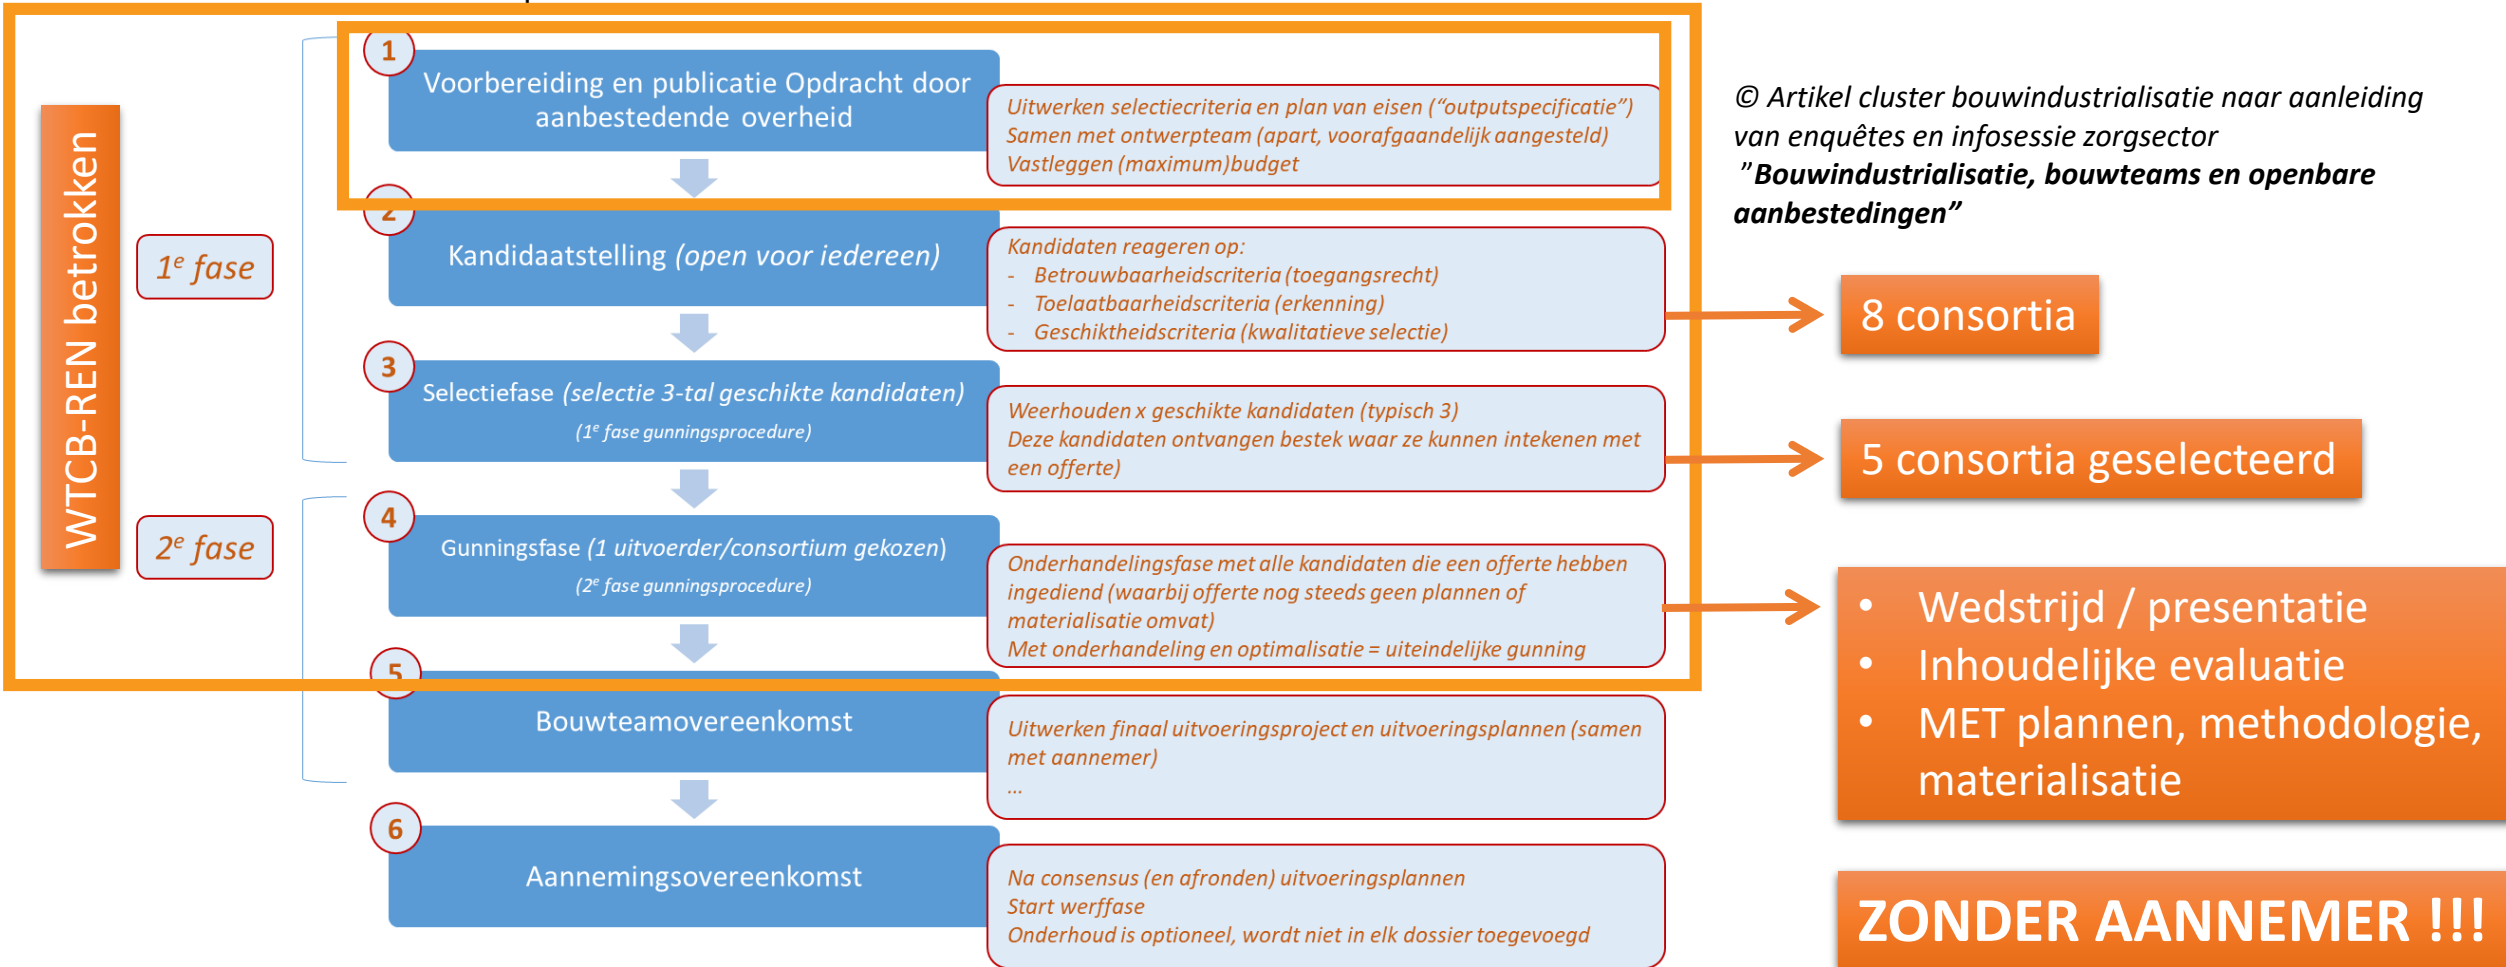 WTCB-REN betrokken
1e fase
2e fase
1
Voorbereiding en publicatie Opdracht door
aanbestedende overheid
Uitwerken selectiecriteria en plan van eisen (“outputspecificatie”)
Samen met ontwerpteam (apart, voorafgaandelijk aangesteld)
Vastleggen (maximum)budget
2
Kandidaatstelling (open voor iedereen)
Kandidaten reageren op:
- Betrouwbaarheidscriteria (toegangsrecht)
- Toelaatbaarheidscriteria (erkenning)
- Geschiktheidscriteria (kwalitatieve selectie)
3
Selectiefase (selectie 3-tal geschikte kandidaten)
(1e fase gunningsprocedure)
Weerhouden x geschikte kandidaten (typisch 3)
Deze kandidaten ontvangen bestek waar ze kunnen intekenen met
een offerte)
4
Gunningsfase (1 uitvoerder/consortium gekozen)
(2e fase gunningsprocedure)
Onderhandelingsfase met alle kandidaten die een offerte hebben
ingediend (waarbij offerte nog steeds geen plannen of
materialisatie omvat)
Met onderhandeling en optimalisatie = uiteindelijke gunning
5
Bouwteamovereenkomst
Uitwerken finaal uitvoeringsproject en uitvoeringsplannen (samen
met aannemer)
...
6
Aannemingsovereenkomst
Na consensus (en afronden) uitvoeringsplannen
Start werffase
Onderhoud is optioneel, wordt niet in elk dossier toegevoegd
© Artikel cluster bouwindustrialisatie naar aanleiding
van enquêtes en infosessie zorgsector
”Bouwindustrialisatie, bouwteams en openbare
aanbestedingen”
8 consortia
5 consortia geselecteerd
• Wedstrijd / presentatie
• Inhoudelijke evaluatie
• MET plannen, methodologie,
materialisatie
ZONDER AANNEMER !!!